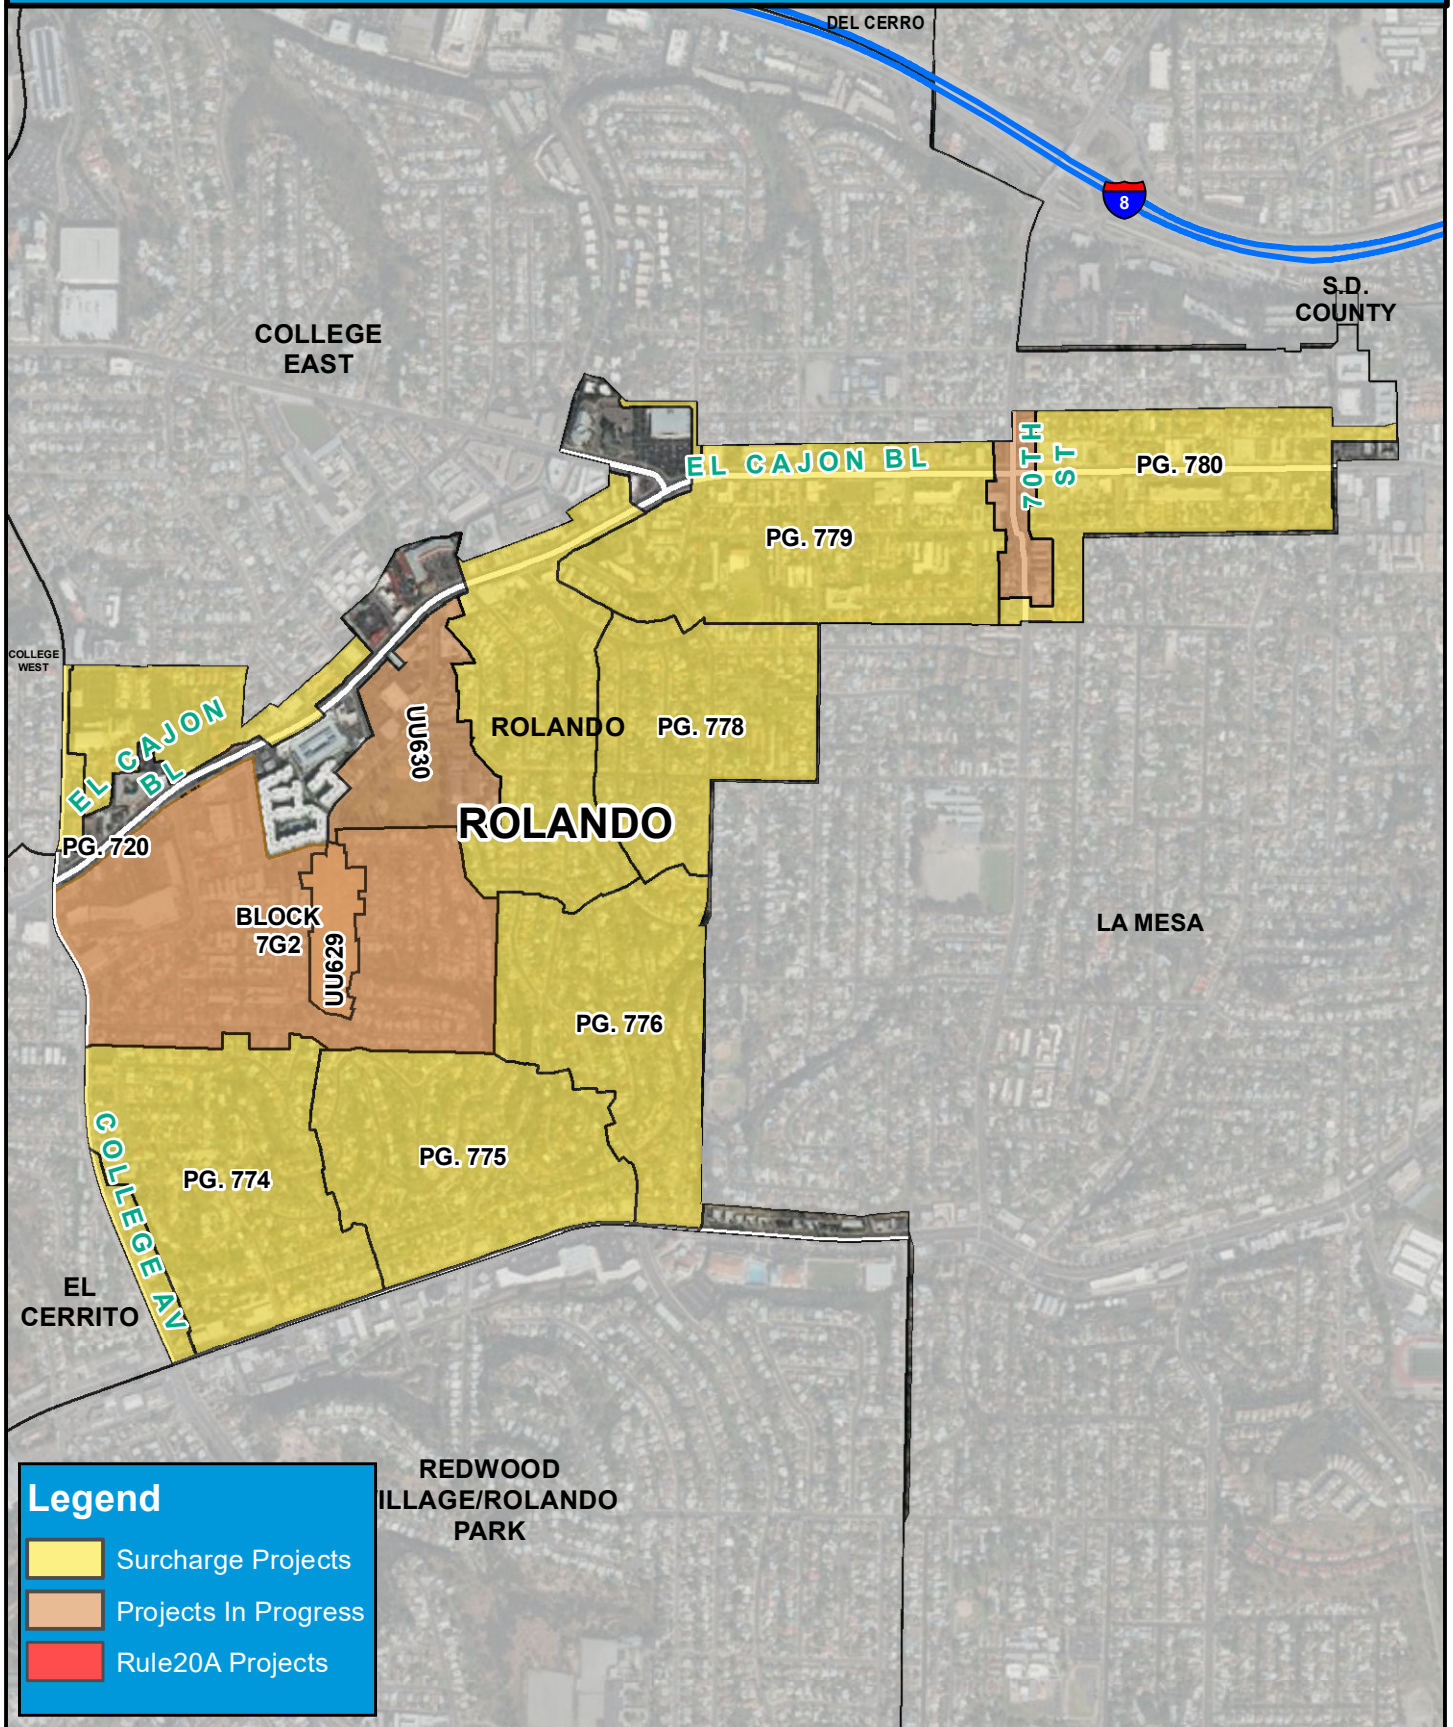 DEL CERRO
8
S.D.
COUNTY
COLLEGE
EAST
EL CAJON BL
70TH
ST
PG. 780
PG. 779
COLLEGE
WEST
EL CAJON
BL
UU630
ROLANDO
PG. 778
ROLANDO
PG. 720
BLOCK
7G2
UU629
LA MESA
PG. 776
COLLEGE AV
PG. 775
PG. 774
EL
CERRITO
REDWOOD
ILLAGE/ROLANDO
PARK
Legend
Surcharge Projects
Projects In Progress
Rule20A Projects